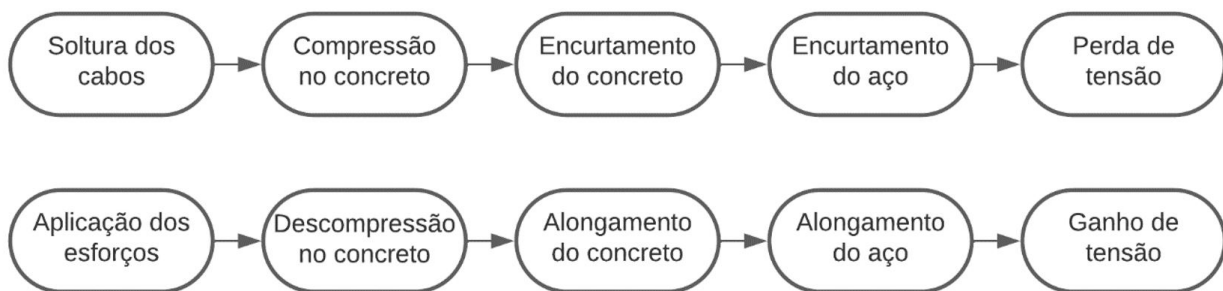 Soltura dos
cabos
Compressão
no concreto
Encurtamento
do concreto
Encurtamento
do aço
Perda de
tensão
Aplicação dos
esforços
Descompressão
no concreto
Alongamento
do concreto
Alongamento
do aço
Ganho de
tensão